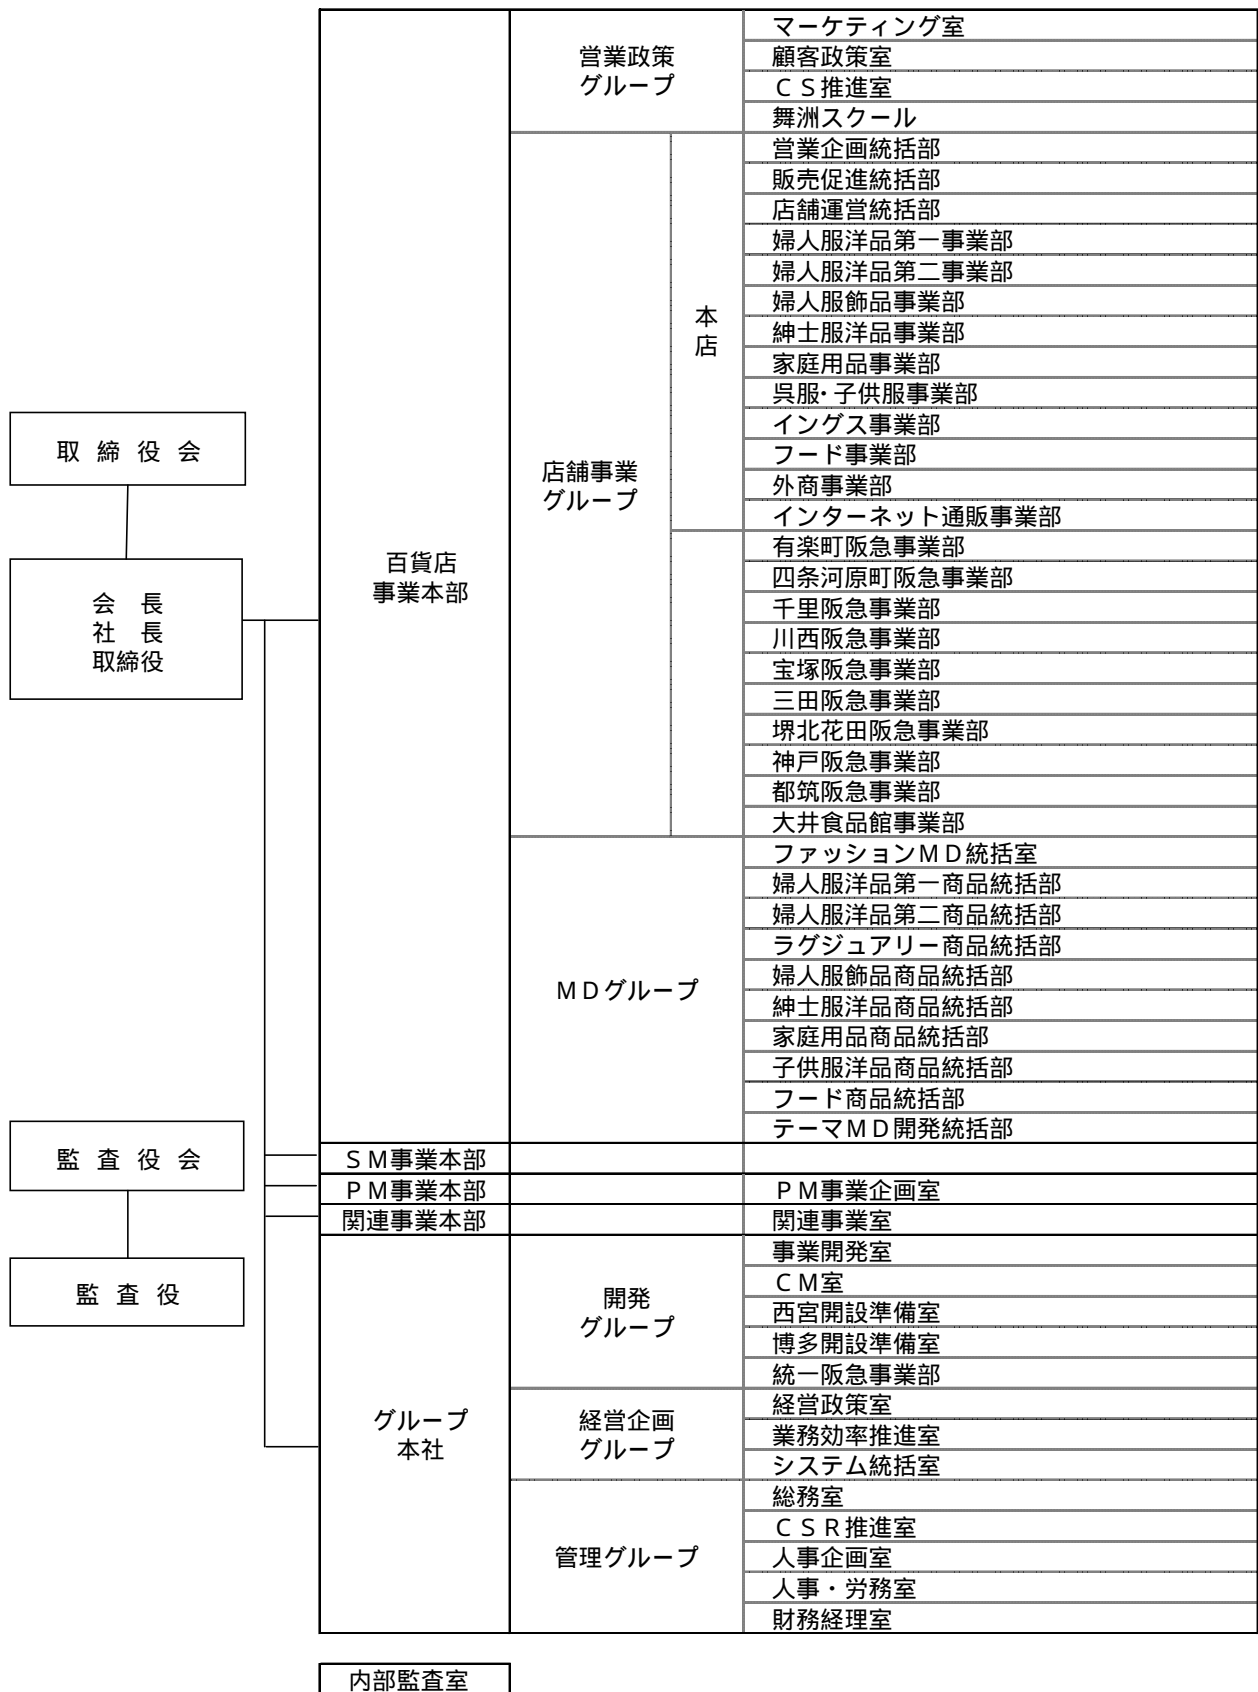 取締役会
会長
社長
取締役
監査役会
監査役
百貨店
事業本部
営業政策
グループ
マーケティング室
顧客政策室
ＣＳ推進室
舞洲スクール
店舗事業
グループ
本
店
営業企画統括部
販売促進統括部
店舗運営統括部
婦人服洋品第一事業部
婦人服洋品第二事業部
婦人服飾品事業部
紳士服洋品事業部
家庭用品事業部
呉服・子供服事業部
イングス事業部
フード事業部
外商事業部
インターネット通販事業部
有楽町阪急事業部
四条河原町阪急事業部
千里阪急事業部
川西阪急事業部
宝塚阪急事業部
三田阪急事業部
堺北花田阪急事業部
神戸阪急事業部
都筑阪急事業部
大井食品館事業部
ＭＤグループ
ファッションＭＤ統括室
婦人服洋品第一商品統括部
婦人服洋品第二商品統括部
ラグジュアリー商品統括部
婦人服飾品商品統括部
紳士服洋品商品統括部
家庭用品商品統括部
子供服洋品商品統括部
フード商品統括部
テーマＭＤ開発統括部
ＳＭ事業本部
ＰＭ事業本部
ＰＭ事業企画室
関連事業本部
関連事業室
グループ
本社
開発
グループ
事業開発室
ＣＭ室
西宮開設準備室
博多開設準備室
統一阪急事業部
経営企画
グループ
経営政策室
業務効率推進室
システム統括室
管理グループ
総務室
ＣＳＲ推進室
人事企画室
人事・労務室
財務経理室
内部監査室